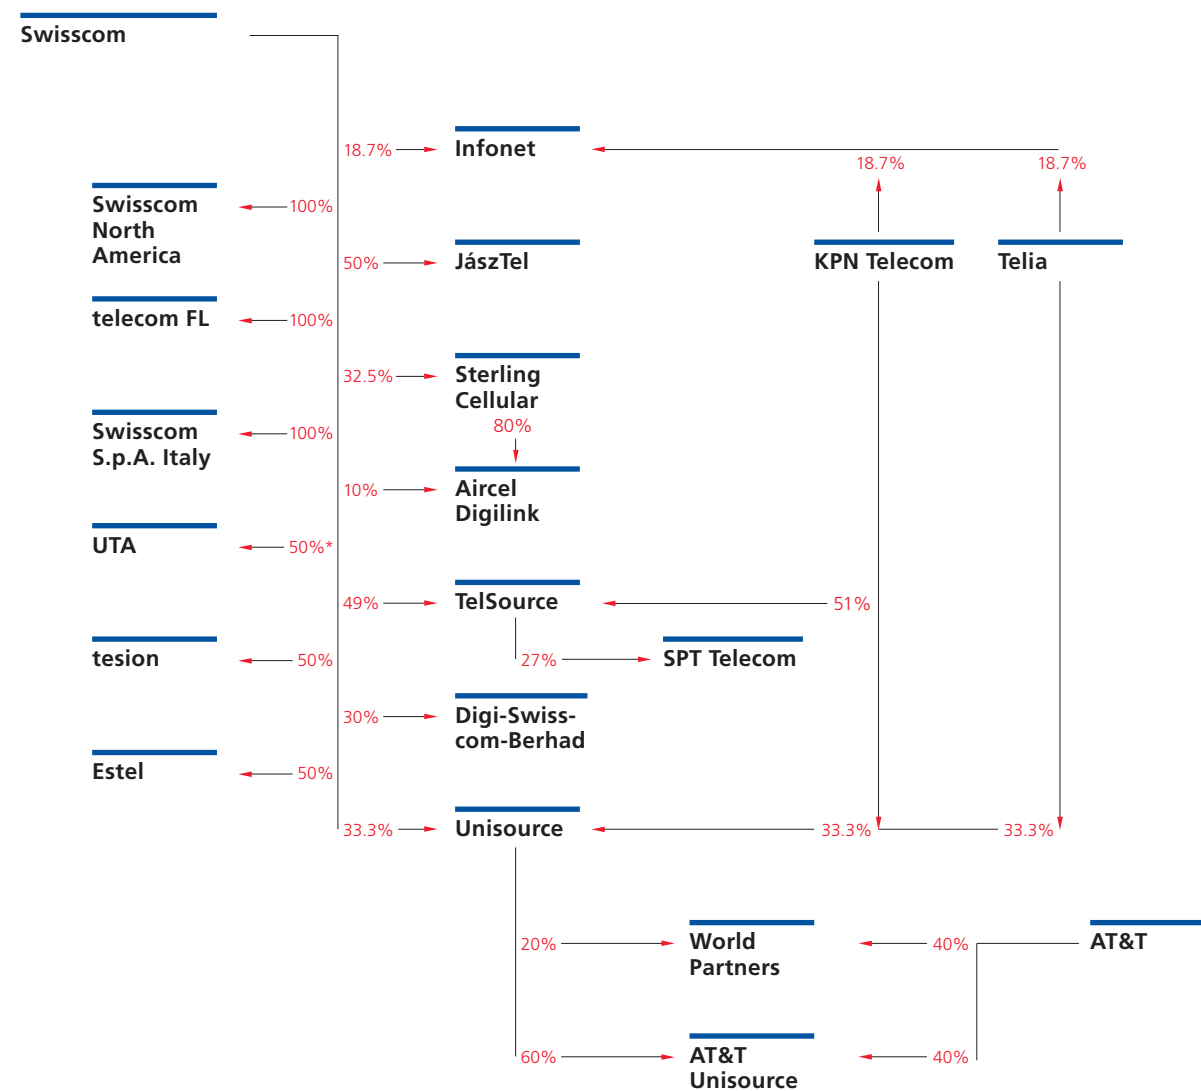 Swisscom
18.7%
Infonet
18.7%
18.7%
Swisscom
North
America
100%
50%
JászTel
KPN Telecom
Telia
telecom FL
100%
32.5%
Sterling
Cellular
80%
Swisscom
S.p.A. Italy
100%
10%
Aircel
Digilink
UTA
50%*
49%
TelSource
51%
tesion
50%
27%
SPT Telecom
30%
Digi-Swiss-
com-Berhad
Estel
50%
33.3%
Unisource
33.3%
33.3%
20%
World
Partners
40%
AT&T
60%
AT&T
Unisource
40%